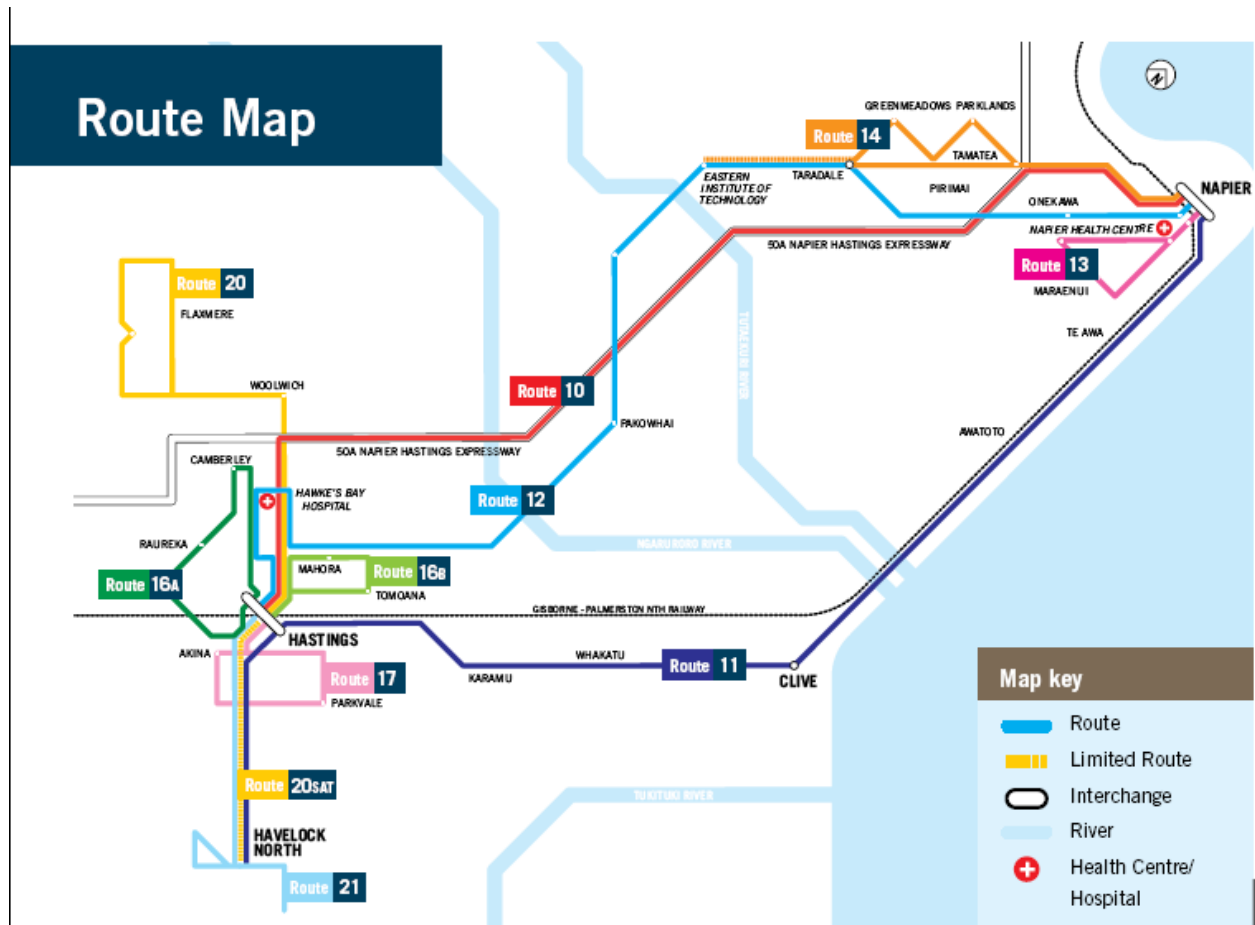 Route Map
GREENMEADOWS PARKLANDS
Route 14
TAMATEA
EASTERN
INSTITUTE OF
TECHNOLOGY
TARADALE
PIRIMAI
NAPIER
ONEKAWA
NAPIER HEALTH CENTRE
50A NAPIER HASTINGS EXPRESSWAY
Route 13
MARAENUI
Route 20
FLAXMERE
TE AWA
TUTAEKURI RIVER
WOOLWICH
Route 10
PAKOWHAI
AWATOTO
50A NAPIER HASTINGS EXPRESSWAY
CAMBERLEY
HAWKE'S BAY
HOSPITAL
Route 12
RAUREKA
NGARURORO RIVER
MAHORA
Route 16B
Route 16A
TOMOANA
GISBORNE - PALMERSTON NTH RAILWAY
HASTINGS
AKINA
WHAKATU
Route 11
Route 17
KARAMU
CLIVE
PARKVALE
Route 20SAT
TUKITUKI RIVER
HAVELOCK
NORTH
Route 21
Map key
Route
Limited Route
Interchange
River
Health Centre/
Hospital
N